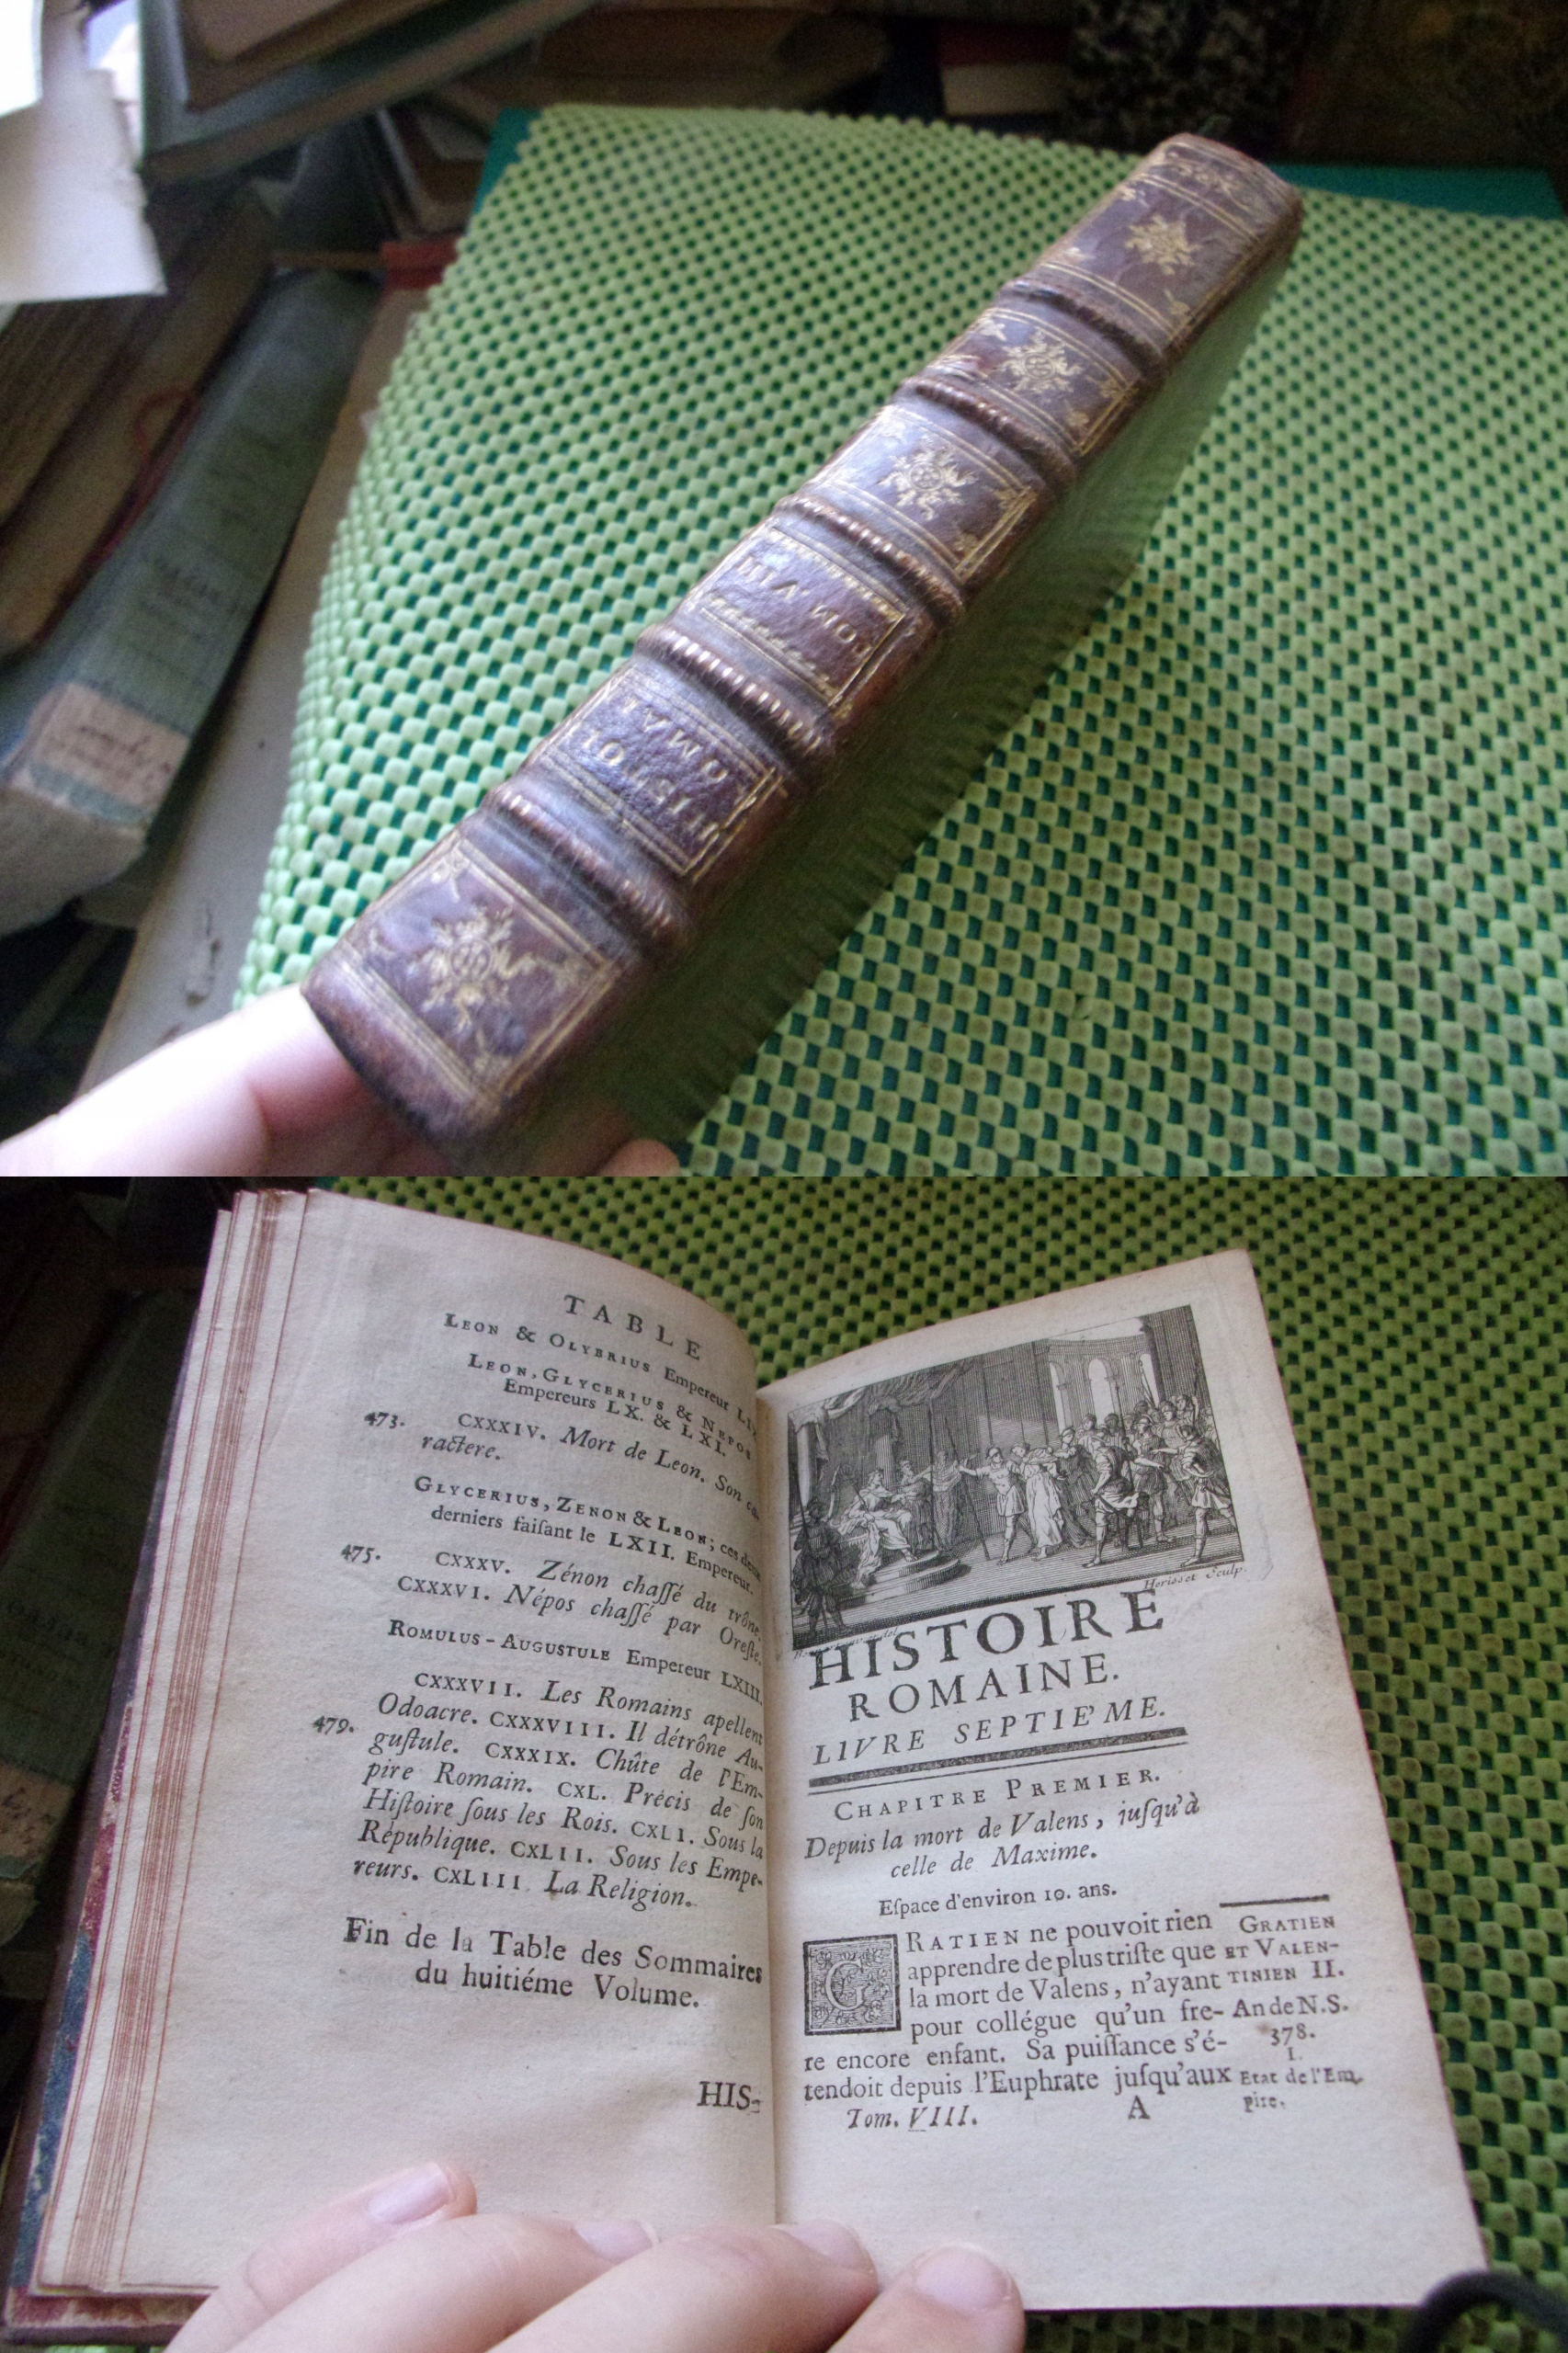 TABLE
LEON & OLYBRIUS Empereur
LEON, GLYCERIUS & NEPOS
Empereurs LX. & LXI.
473. CXXXIV. Mort de Leon. Son ca-
ractere.
GLYCERIUS, ZENON & LEON; ces deux
derniers faisant le LXII. Empereur.
475. CXXXV. Zénon chassé du trône.
CXXXVI. Népos chassé par Oreste.
ROMULUS-AUGUSTULE Empereur LXIII.
CXXXVII. Les Romains apellent
Odoacre. CXXXVIII. Il détrône Au-
479. gustule. CXXXIX. Chûte de l'Em-
pire Romain. CXL. Précis de son
Histoire sous les Rois. CXLI. Sous la
République. CXLII. Sous les Empe-
reurs. CXLIII. La Religion.
Fin de la Table des Sommaires
du huitiéme Volume.
HIS-
Herisset Sculp.
HISTOIRE
ROMAINE.
LIVRE SEPTIE'ME.
CHAPITRE PREMIER.
Depuis la mort de Valens, jusqu'à
celle de Maxime.
Espace d'environ 10. ans.
GRATIEN ne pouvoit rien
apprendre de plus triste que
la mort de Valens, n'ayant
pour collégue qu'un fre-
re encore enfant. Sa puissance s'é-
tendoit depuis l'Euphrate jusqu'aux
GRATIEN
ET VALEN-
TINIEN II.
An de N.S.
378.
I.
Etat de l'Em-
pire.
Tom. VIII.
A